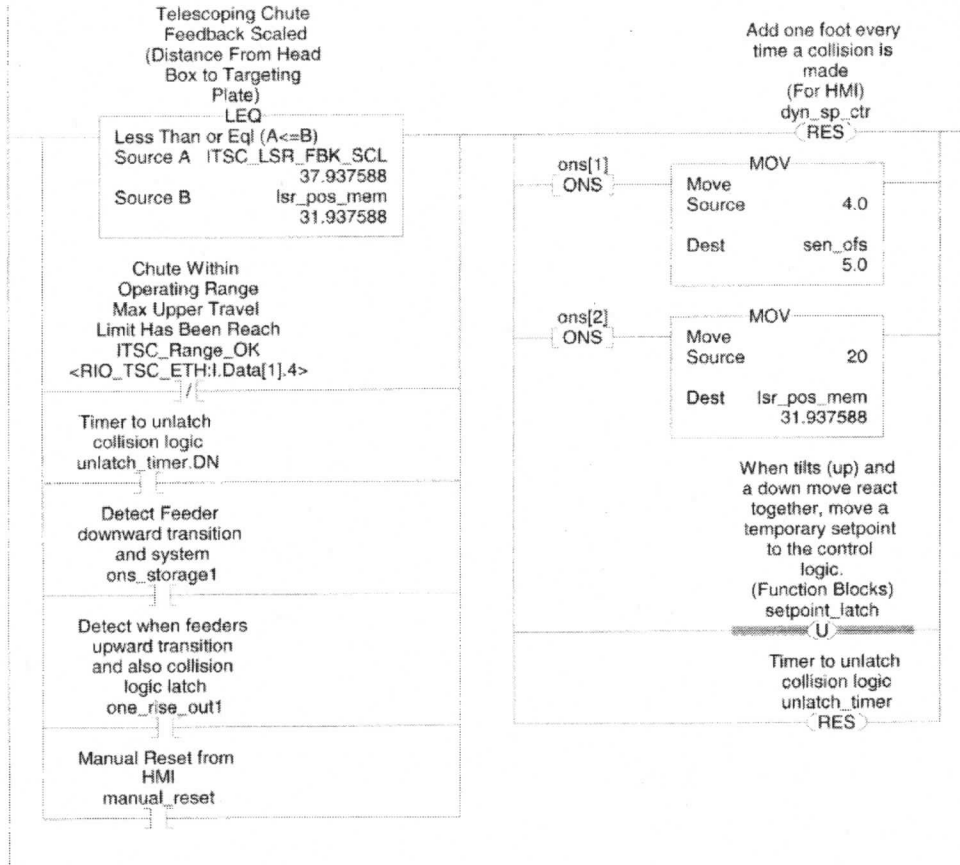 Telescoping Chute
Feedback Scaled
(Distance From Head
Box to Targeting
Plate)
LEQ
Less Than or Eql (A<=B)
Source A ITSC_LSR_FBK_SCL
37.937588
Source B lsr_pos_mem
31.937588
Chute Within
Operating Range
Max Upper Travel
Limit Has Been Reach
ITSC_Range_OK
<RIO_TSC_ETH:I.Data[1].4>
Timer to unlatch
collision logic
unlatch_timer.DN
Detect Feeder
downward transition
and system
ons_storage1
Detect when feeders
upward transition
and also collision
logic latch
one_rise_out1
Manual Reset from
HMI
manual_reset
Add one foot every
time a collision is
made
(For HMI)
dyn_sp_ctr
RES
ons[1]
ONS
MOV
Move
Source 4.0
Dest sen_ofs
5.0
ons[2]
ONS
MOV
Move
Source 20
Dest lsr_pos_mem
31.937588
When tilts (up) and
a down move react
together, move a
temporary setpoint
to the control
logic.
(Function Blocks)
setpoint_latch
U
Timer to unlatch
collision logic
unlatch_timer
RES